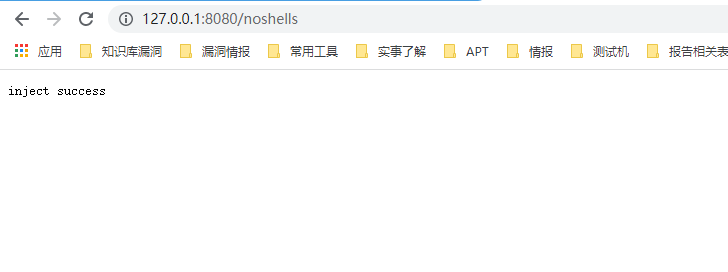 127.0.0.1:8080/noshells
应用 知识库漏洞 漏洞情报 常用工具 实事了解 APT 情报 测试机 报告相关表
inject success